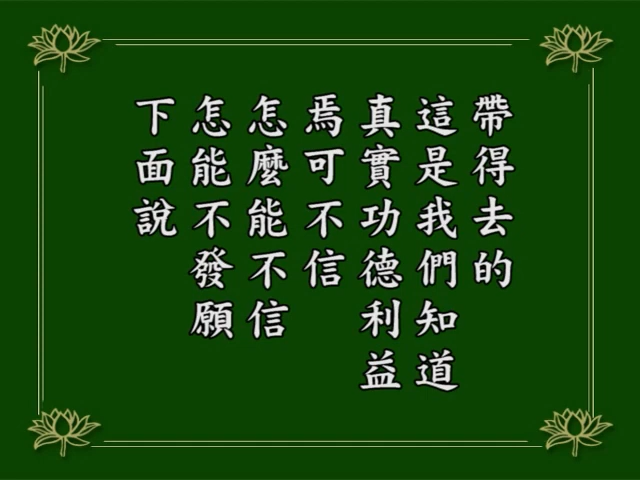 帶得去的
這是我們知道
真實功德利益
焉可不信
怎麼能不信
怎能不發願
下面說